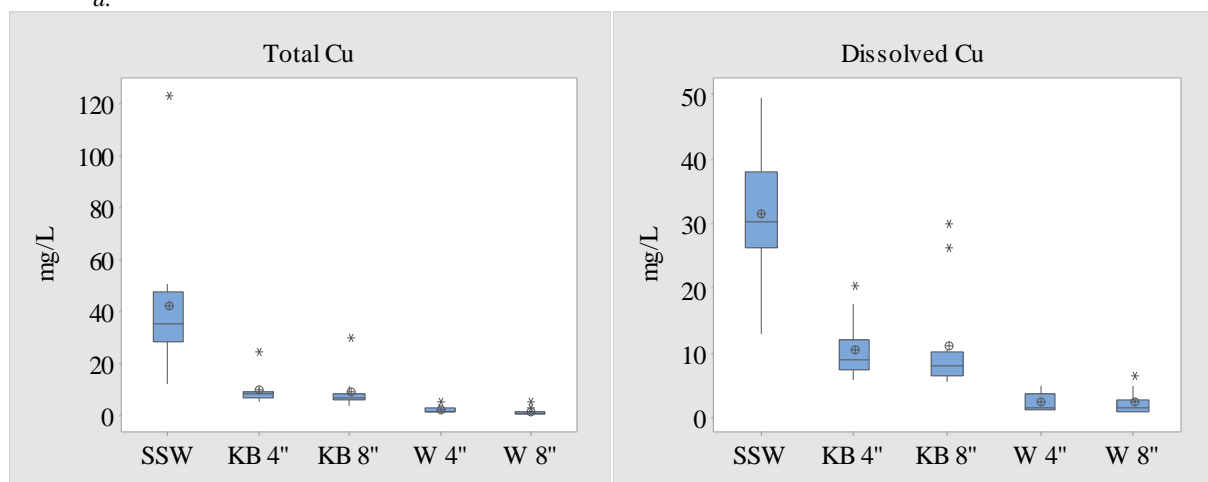 a.
Total Cu
mg/L
120
100
80
60
40
20
0
SSW KB 4" KB 8" W 4" W 8"
Dissolved Cu
mg/L
50
40
30
20
10
0
SSW KB 4" KB 8" W 4" W 8"